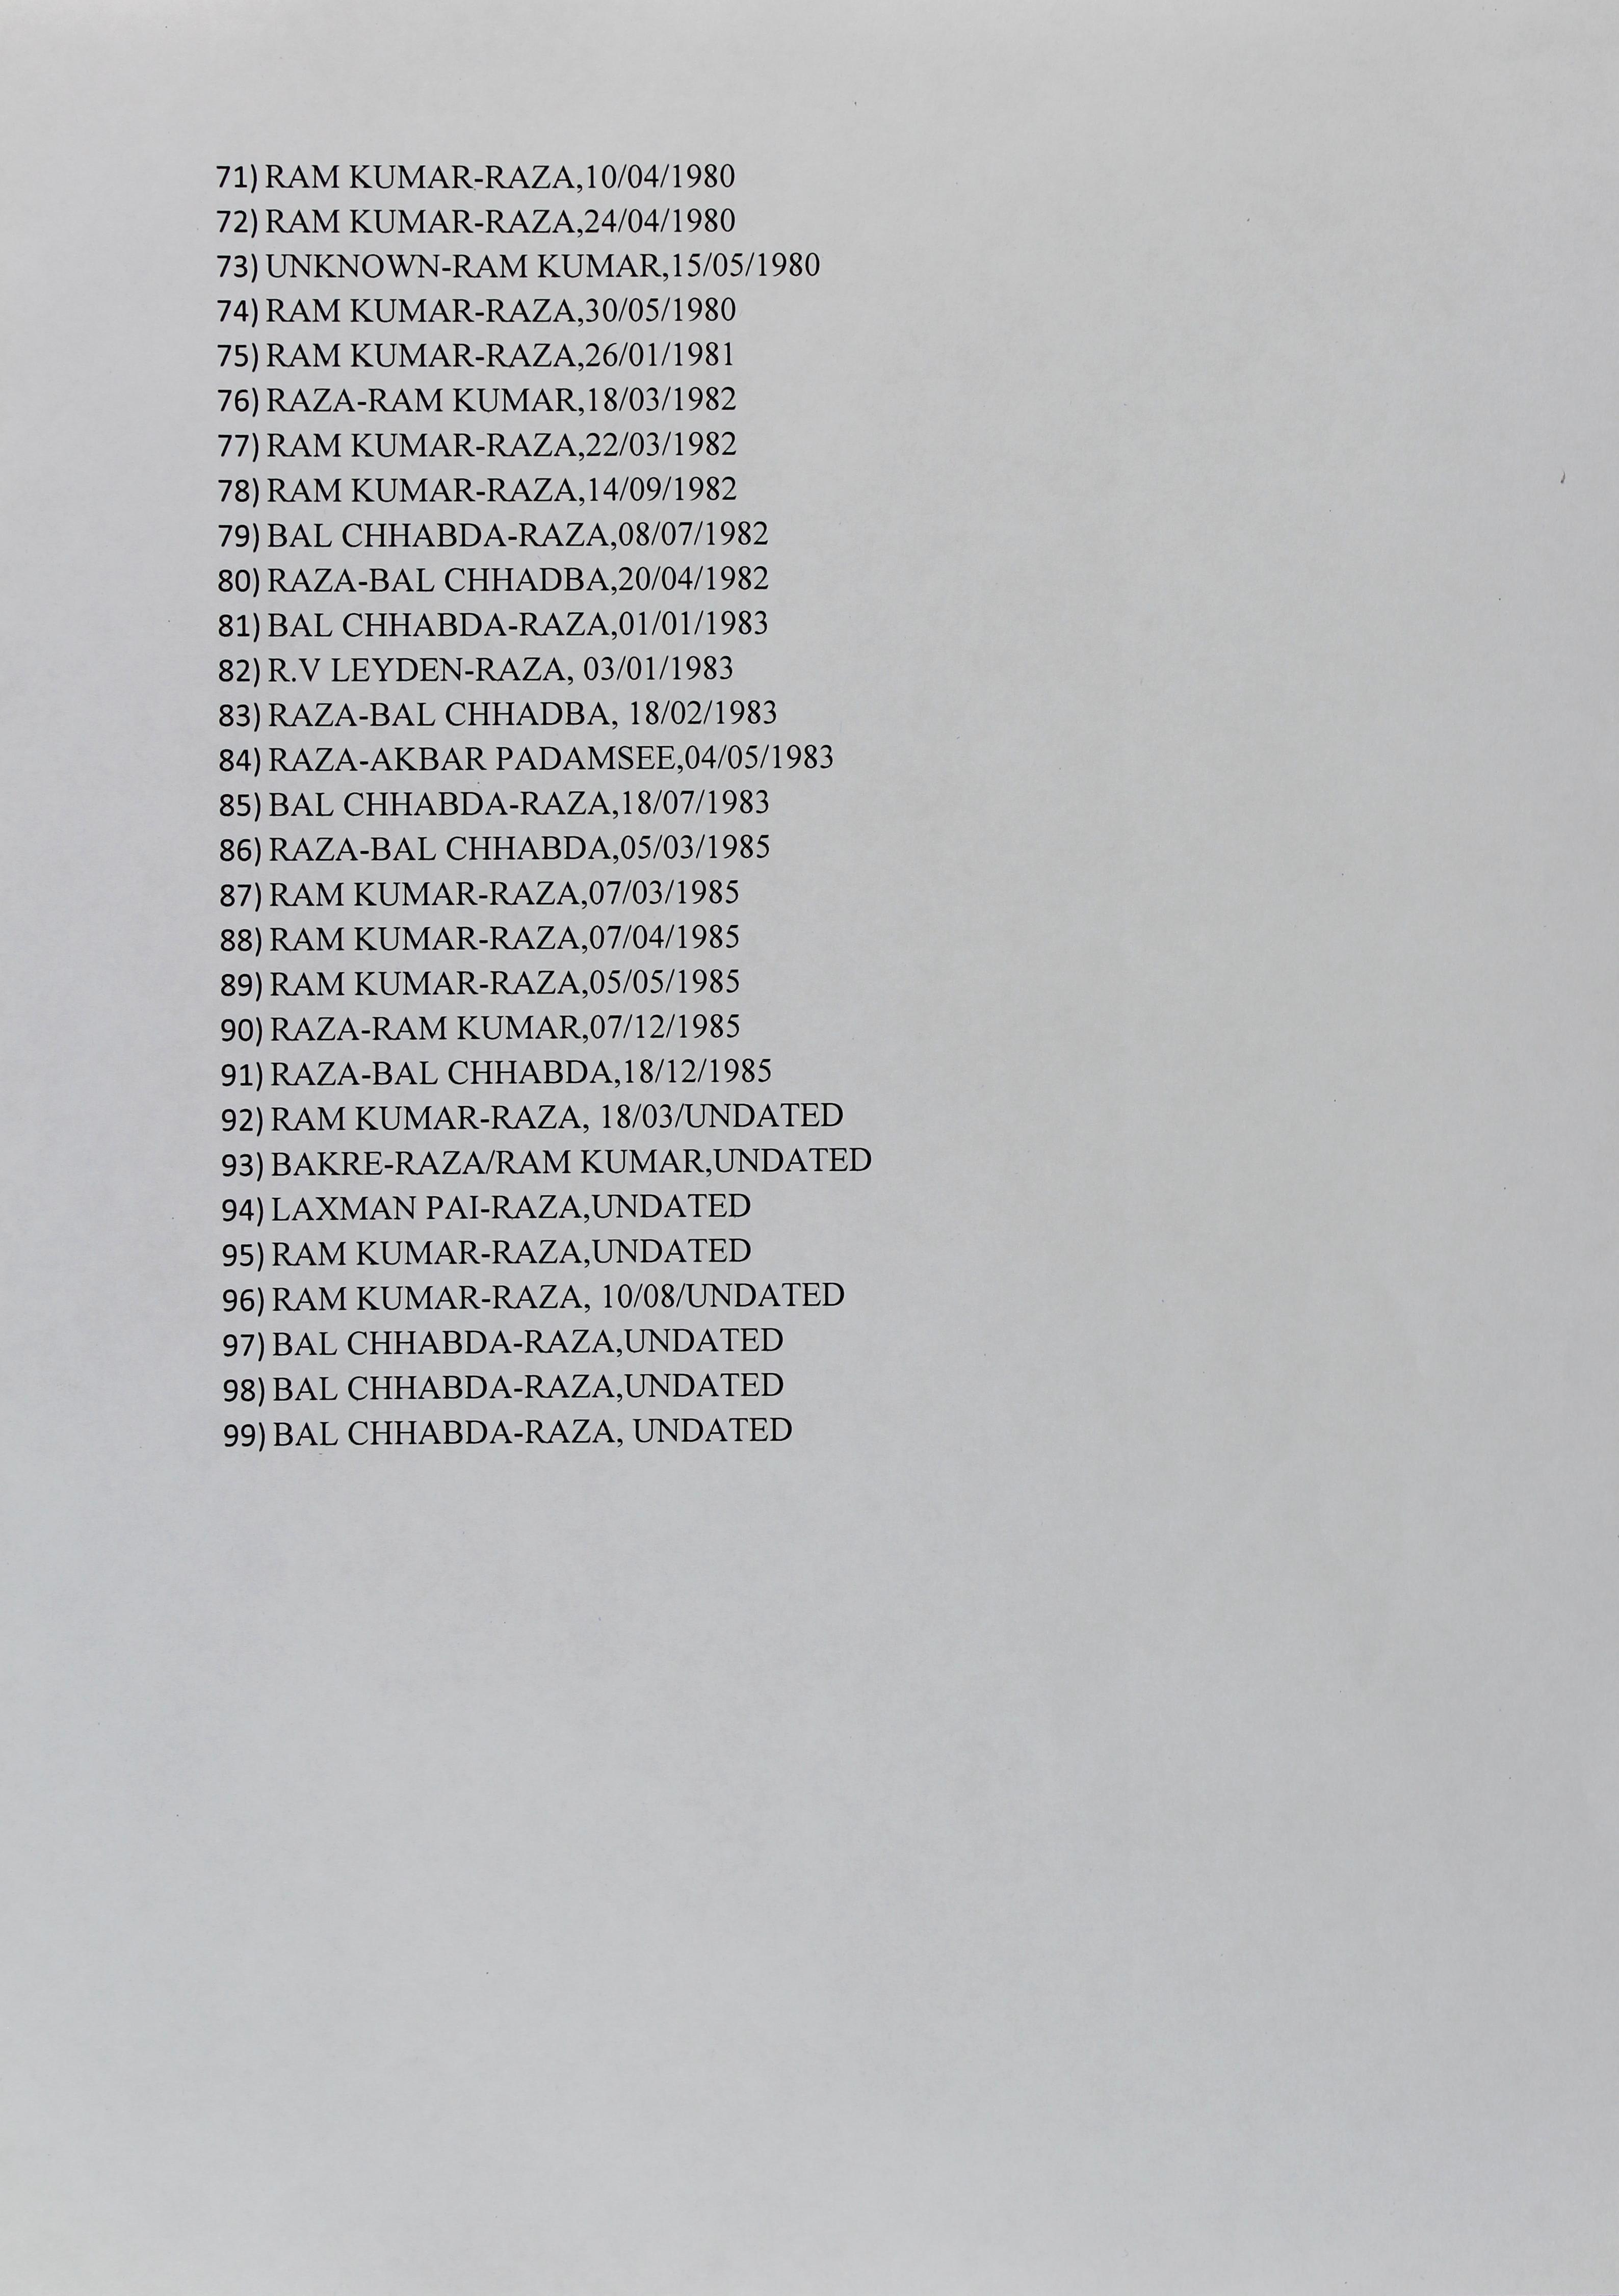 71) RAM KUMAR-RAZA,10/04/1980
72) RAM KUMAR-RAZA,24/04/1980
73) UNKNOWN-RAM KUMAR,15/05/1980
74) RAM KUMAR-RAZA,30/05/1980
75) RAM KUMAR-RAZA,26/01/1981
76) RAZA-RAM KUMAR,18/03/1982
77) RAM KUMAR-RAZA,22/03/1982
78) RAM KUMAR-RAZA,14/09/1982
79) BAL CHHABDA-RAZA,08/07/1982
80) RAZA-BAL CHHADBA,20/04/1982
81) BAL CHHABDA-RAZA,01/01/1983
82) R.V LEYDEN-RAZA, 03/01/1983
83) RAZA-BAL CHHADBA, 18/02/1983
84) RAZA-AKBAR PADAMSEE,04/05/1983
85) BAL CHHABDA-RAZA,18/07/1983
86) RAZA-BAL CHHABDA,05/03/1985
87) RAM KUMAR-RAZA,07/03/1985
88) RAM KUMAR-RAZA,07/04/1985
89) RAM KUMAR-RAZA,05/05/1985
90) RAZA-RAM KUMAR,07/12/1985
91) RAZA-BAL CHHABDA,18/12/1985
92) RAM KUMAR-RAZA, 18/03/UNDATED
93) BAKRE-RAZA/RAM KUMAR,UNDATED
94) LAXMAN PAI-RAZA,UNDATED
95) RAM KUMAR-RAZA,UNDATED
96) RAM KUMAR-RAZA, 10/08/UNDATED
97) BAL CHHABDA-RAZA,UNDATED
98) BAL CHHABDA-RAZA,UNDATED
99) BAL CHHABDA-RAZA, UNDATED